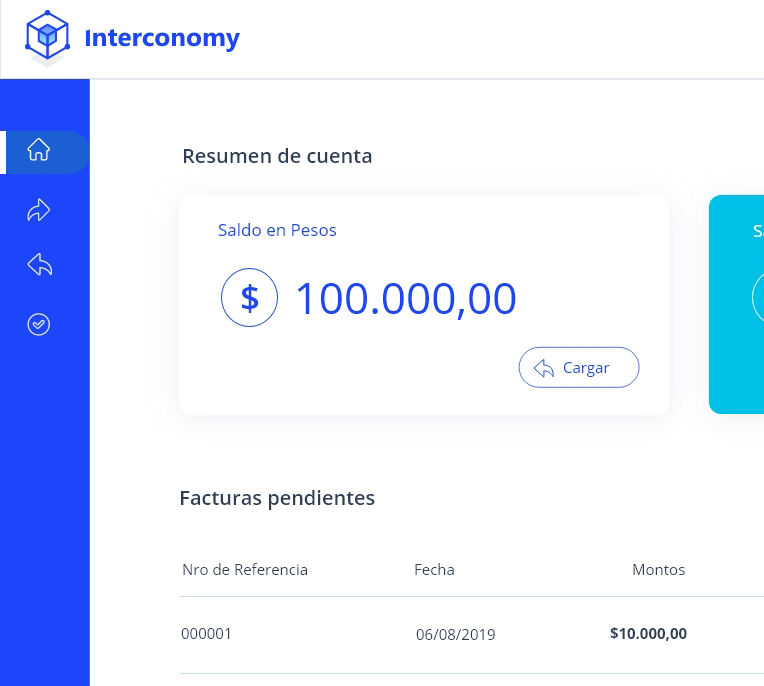 Interconomy
Resumen de cuenta
Saldo en Pesos
$ 100.000,00
Cargar
Facturas pendientes
Nro de Referencia Fecha Montos
000001 06/08/2019 $10.000,00